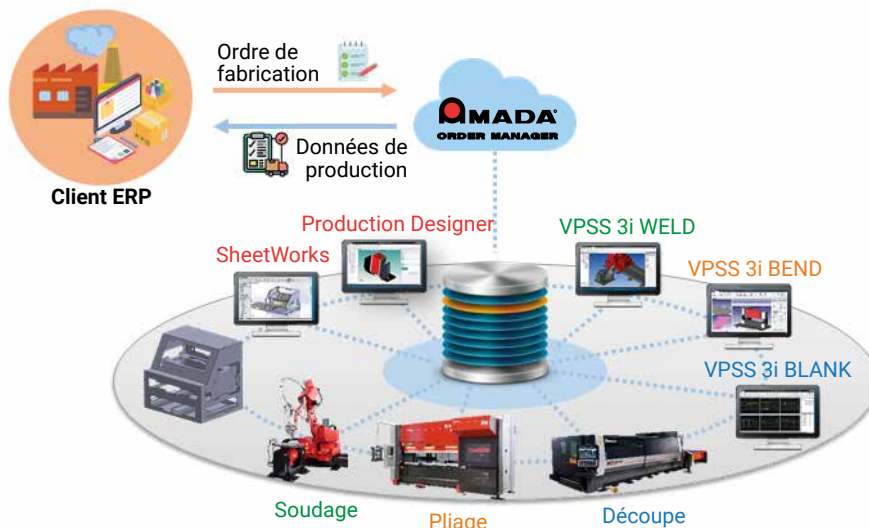 Ordre de
fabrication
AMADA
ORDER MANAGER
Données de
production
Client ERP
Production Designer
VPSS 3i WELD
SheetWorks
VPSS 3i BEND
VPSS 3i BLANK
Soudage
Pliage
Découpe